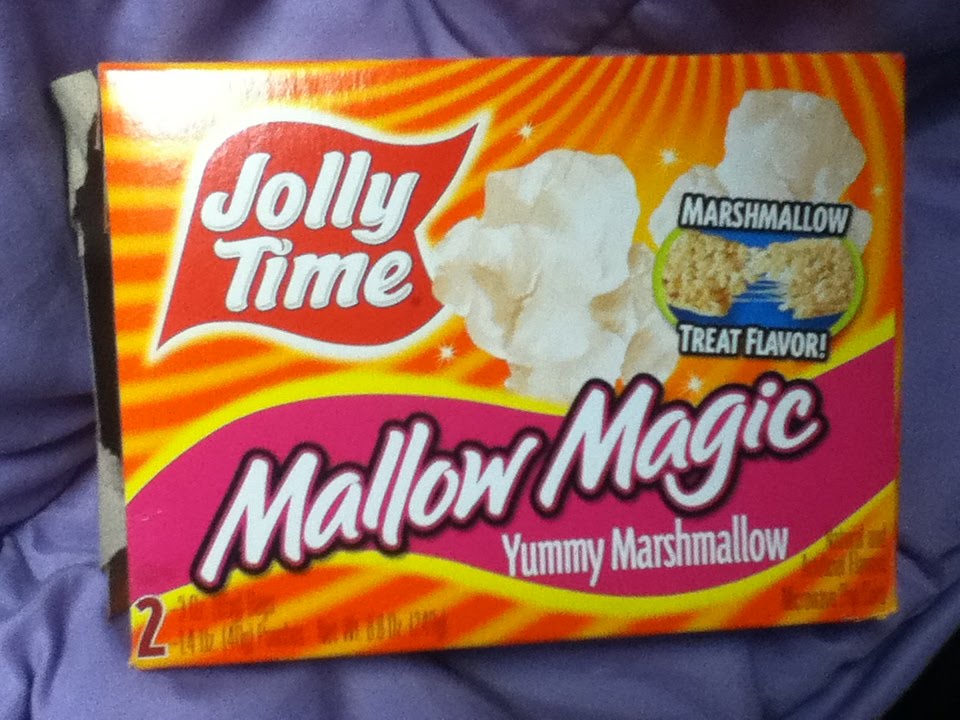 Jolly
Time
MARSHMALLOW
TREAT FLAVOR!
Mallow Magic
Yummy Marshmallow
2